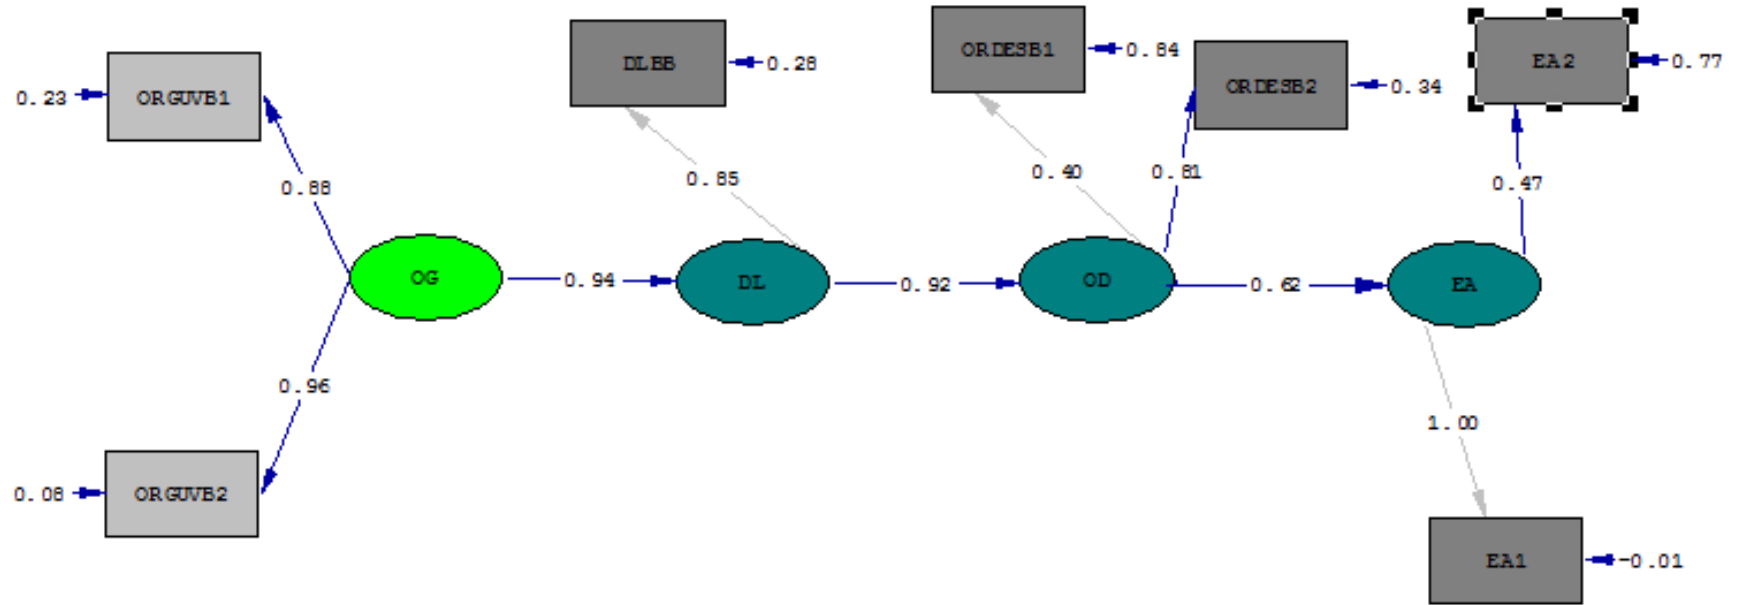 ORGUVB1
0.23
0.88
OG
0.96
ORGUVB2
0.08
0.94
DLBB
0.28
0.85
DL
0.92
ORDESB1
0.84
0.40
ORDESB2
0.34
0.81
OD
0.62
EA2
0.77
0.47
EA
1.00
EA1
-0.01